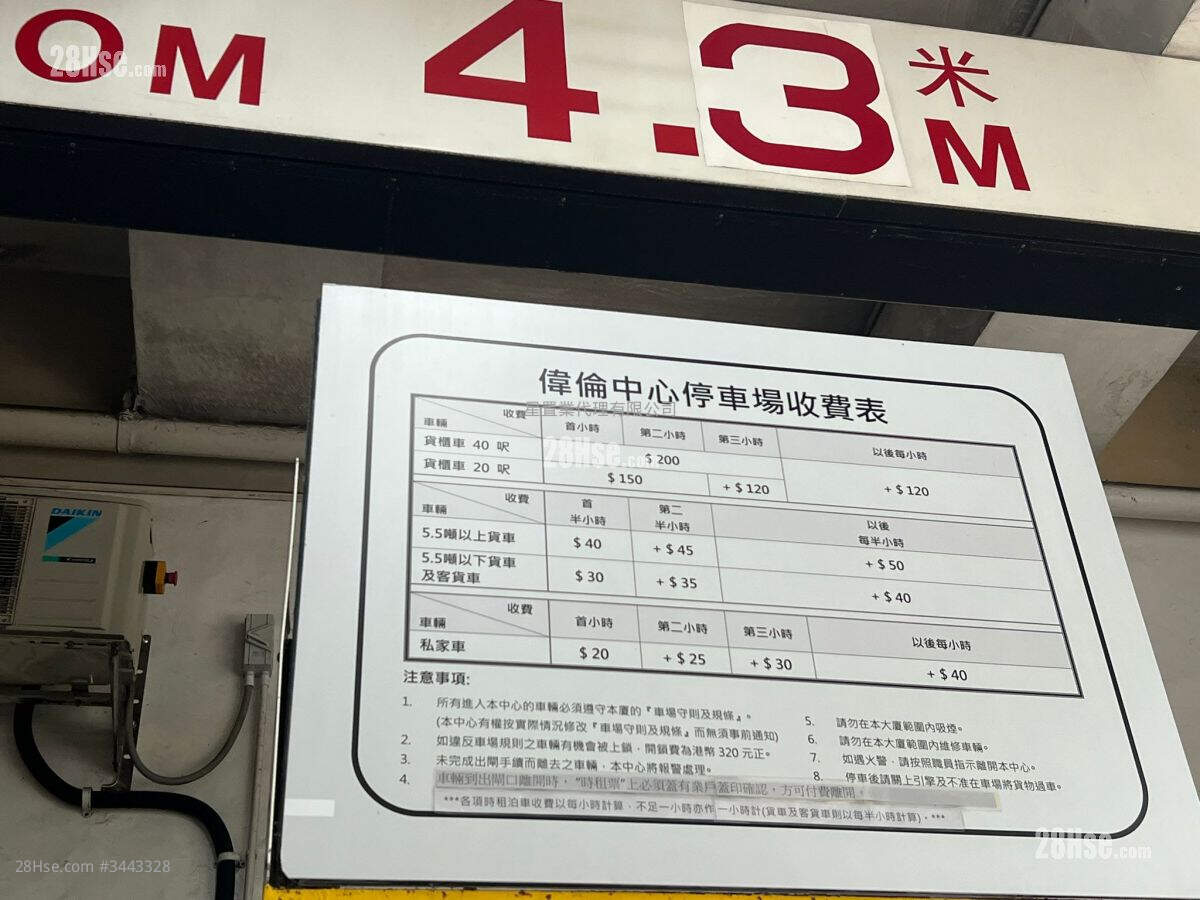 OM 4.3 米
M
28Hse.com
偉倫中心停車場收費表
星置業代理有限公司
收費 車輛 首小時 第二小時 第三小時 以後每小時
貨櫃車 40 呎 $ 200 + $ 120
貨櫃車 20 呎 $ 150 + $ 120
28Hse.com
收費 車輛 首半小時 第二半小時 以後每半小時
5.5噸以上貨車 $ 40 + $ 45 + $ 50
5.5噸以下貨車及客貨車 $ 30 + $ 35 + $ 40
收費 車輛 首小時 第二小時 第三小時 以後每小時
私家車 $ 20 + $ 25 + $ 30 + $ 40
注意事項:
1. 所有進入本中心的車輛必須遵守本廈的『車場守則及規條』。
(本中心有權按實際情況修改『車場守則及規條』而無須事前通知)
2. 如違反車場規則之車輛有機會被上鎖，開鎖費為港幣 320 元正。
3. 未完成出閘手續而離去之車輛，本中心將報警處理。
4. 車輛到出閘口離開時，"時租票"上必須蓋有業戶蓋印確認，方可付費離開。
***各項時租泊車收費以每小時計算，不足一小時亦作一小時計(貨車及客貨車則以每半小時計算)。***
5. 請勿在本大廈範圍內吸煙。
6. 請勿在本大廈範圍內維修車輛。
7. 如遇火警，請按照職員指示離開本中心。
8. 停車後請關上引擎及不准在車場將貨物過車。
DAIKIN
28Hse.com #3443328
28Hse.com